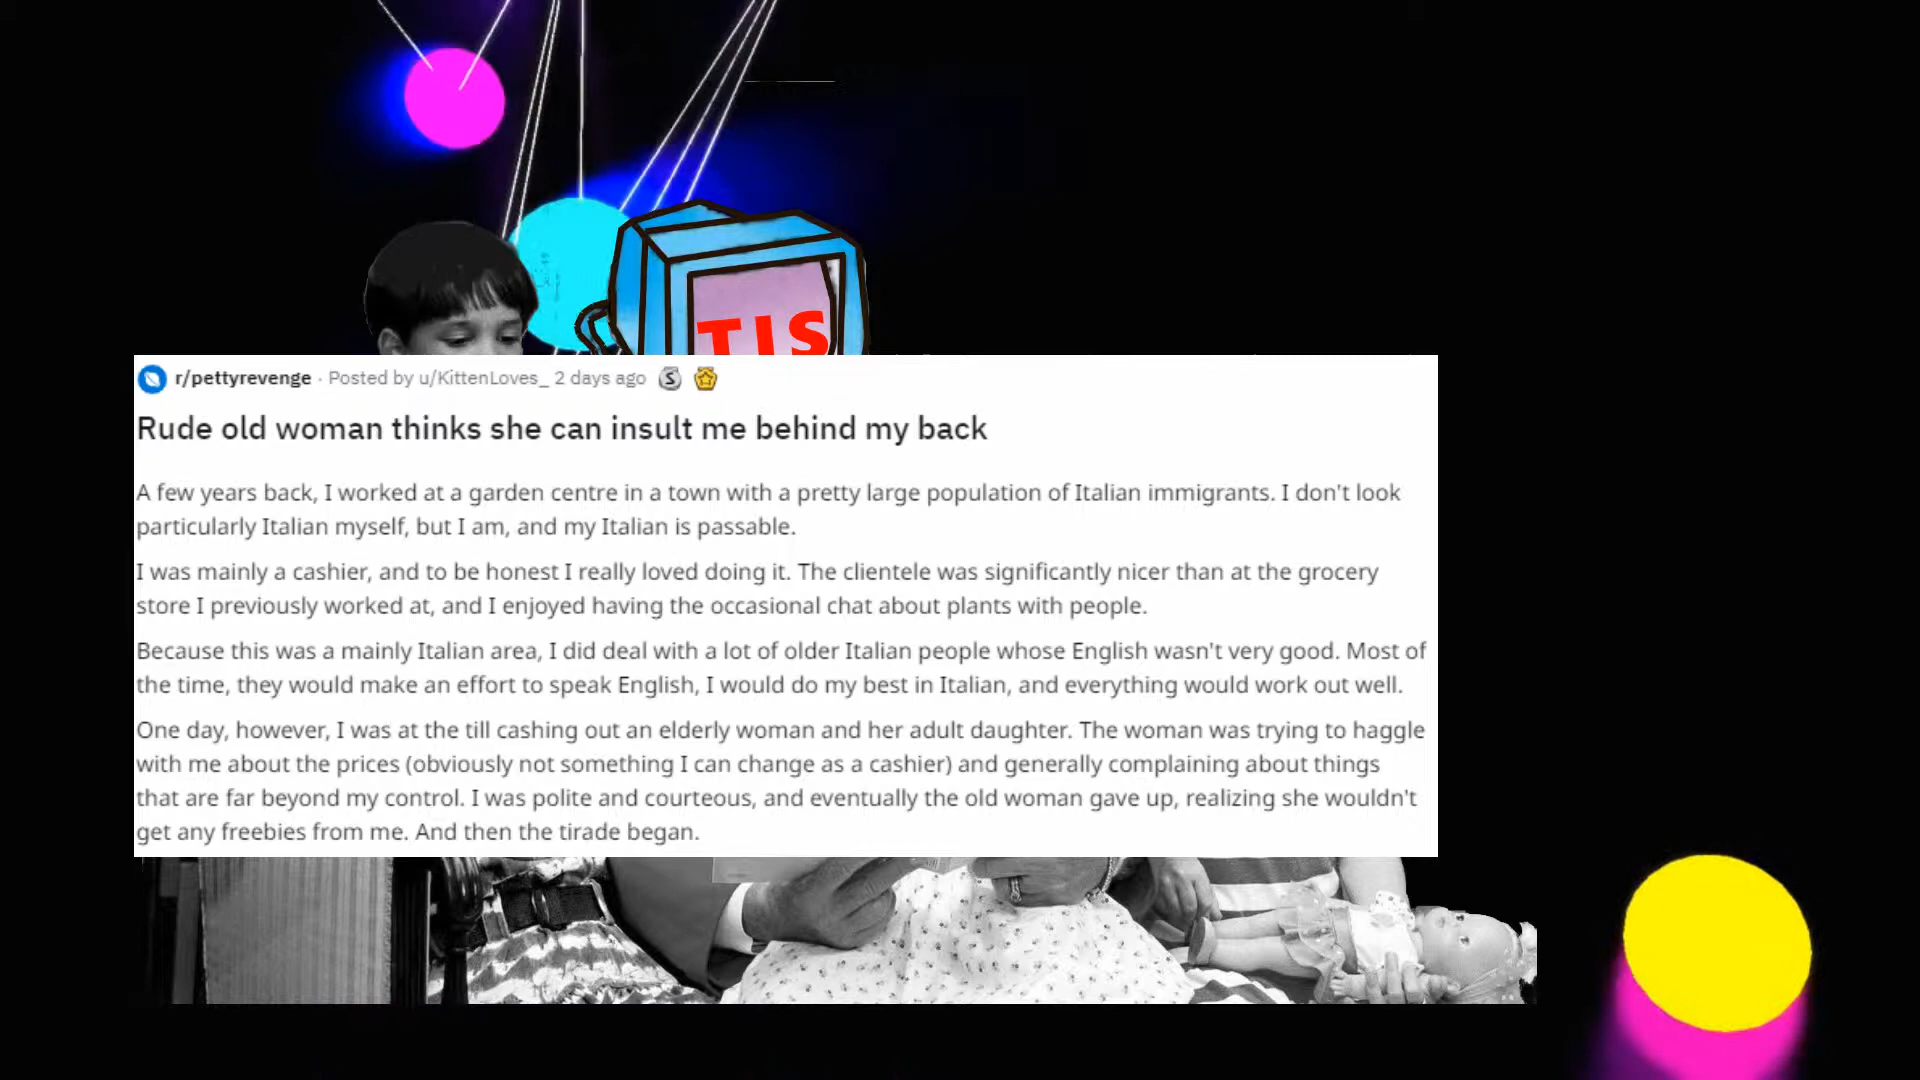 TIS
r/pettyrevenge · Posted by u/KittenLoves_ 2 days ago
Rude old woman thinks she can insult me behind my back
A few years back, I worked at a garden centre in a town with a pretty large population of Italian immigrants. I don't look
particularly Italian myself, but I am, and my Italian is passable.
I was mainly a cashier, and to be honest I really loved doing it. The clientele was significantly nicer than at the grocery
store I previously worked at, and I enjoyed having the occasional chat about plants with people.
Because this was a mainly Italian area, I did deal with a lot of older Italian people whose English wasn't very good. Most of
the time, they would make an effort to speak English, I would do my best in Italian, and everything would work out well.
One day, however, I was at the till cashing out an elderly woman and her adult daughter. The woman was trying to haggle
with me about the prices (obviously not something I can change as a cashier) and generally complaining about things
that are far beyond my control. I was polite and courteous, and eventually the old woman gave up, realizing she wouldn't
get any freebies from me. And then the tirade began.